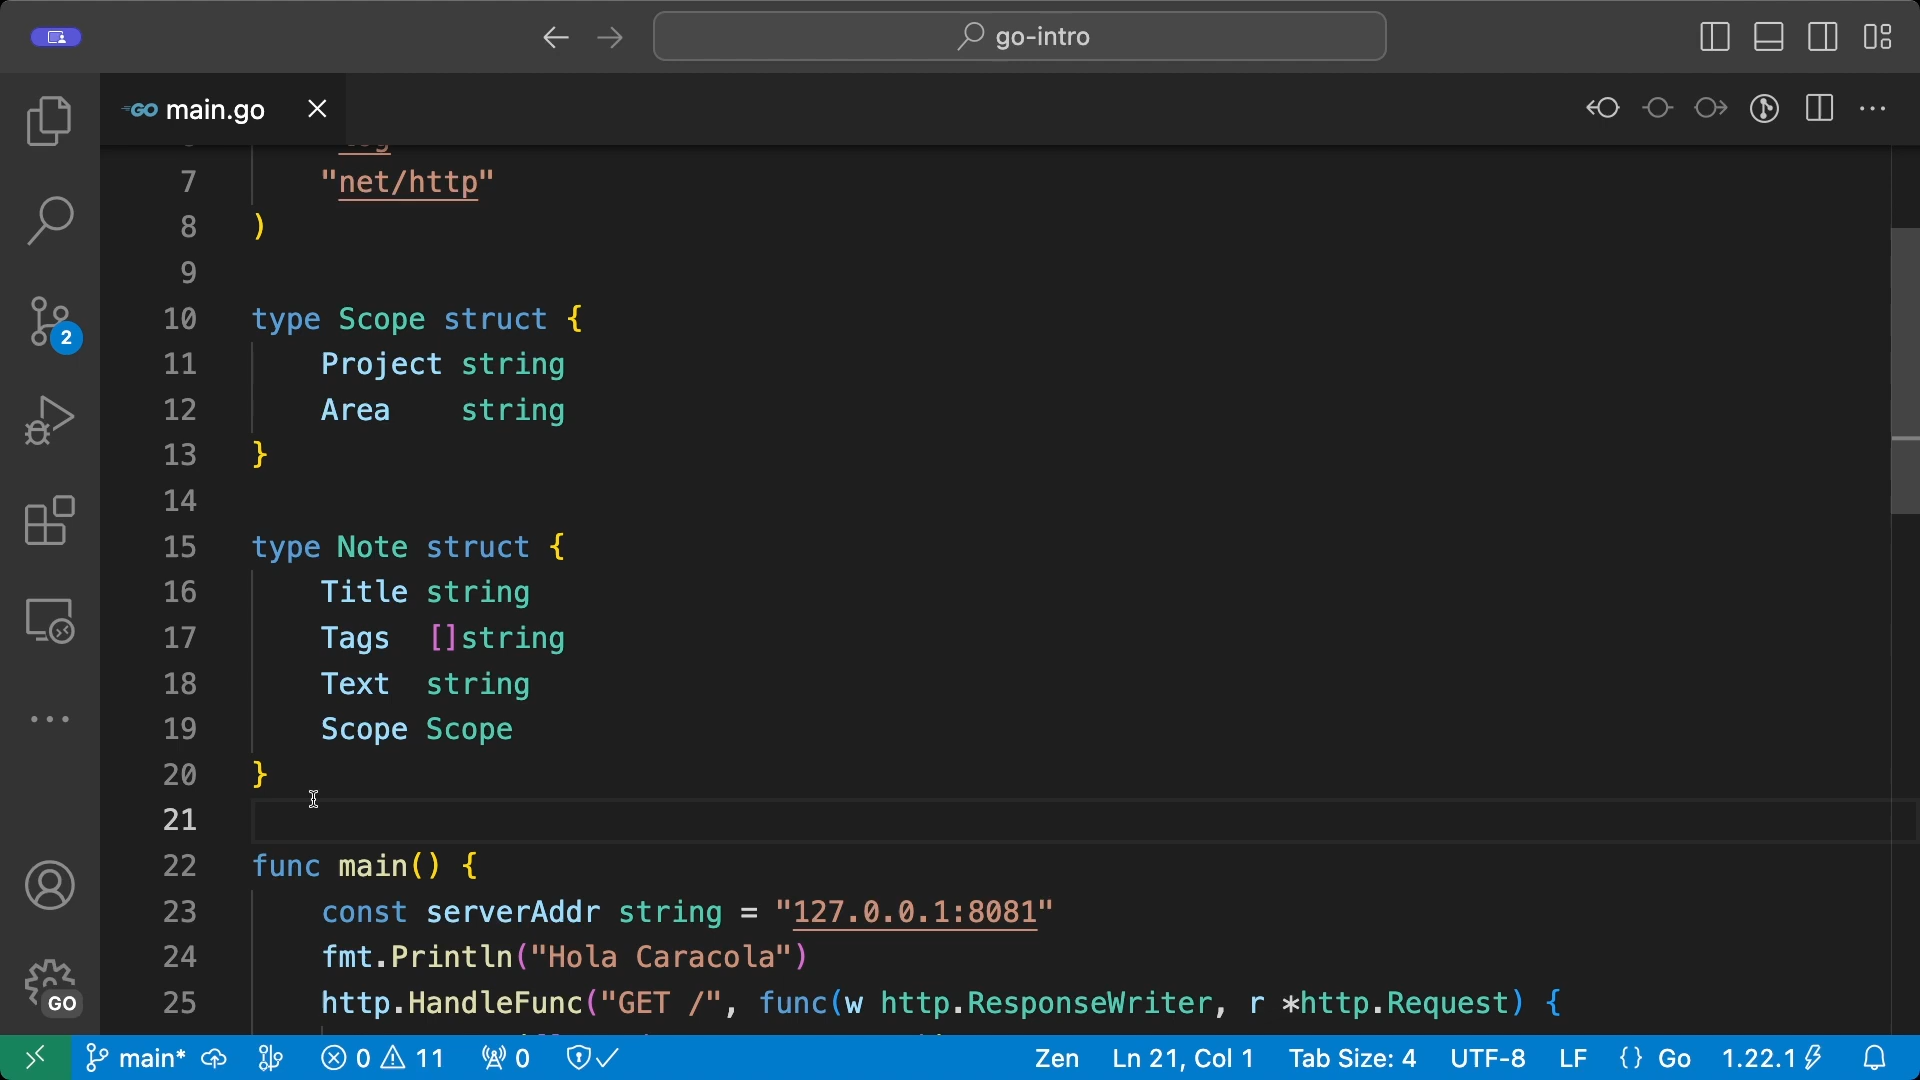 go-intro
GO main.go
7 "net/http"
8 )
9
10 type Scope struct {
11 Project string
12 Area string
13 }
14
15 type Note struct {
16 Title string
17 Tags []string
18 Text string
19 Scope Scope
20 }
21
22 func main() {
23 const serverAddr string = "127.0.0.1:8081"
24 fmt.Println("Hola Caracola")
25 http.HandleFunc("GET /", func(w http.ResponseWriter, r *http.Request) {
2
GO
main* 0 11 0 Zen Ln 21, Col 1 Tab Size: 4 UTF-8 LF {} Go 1.22.1